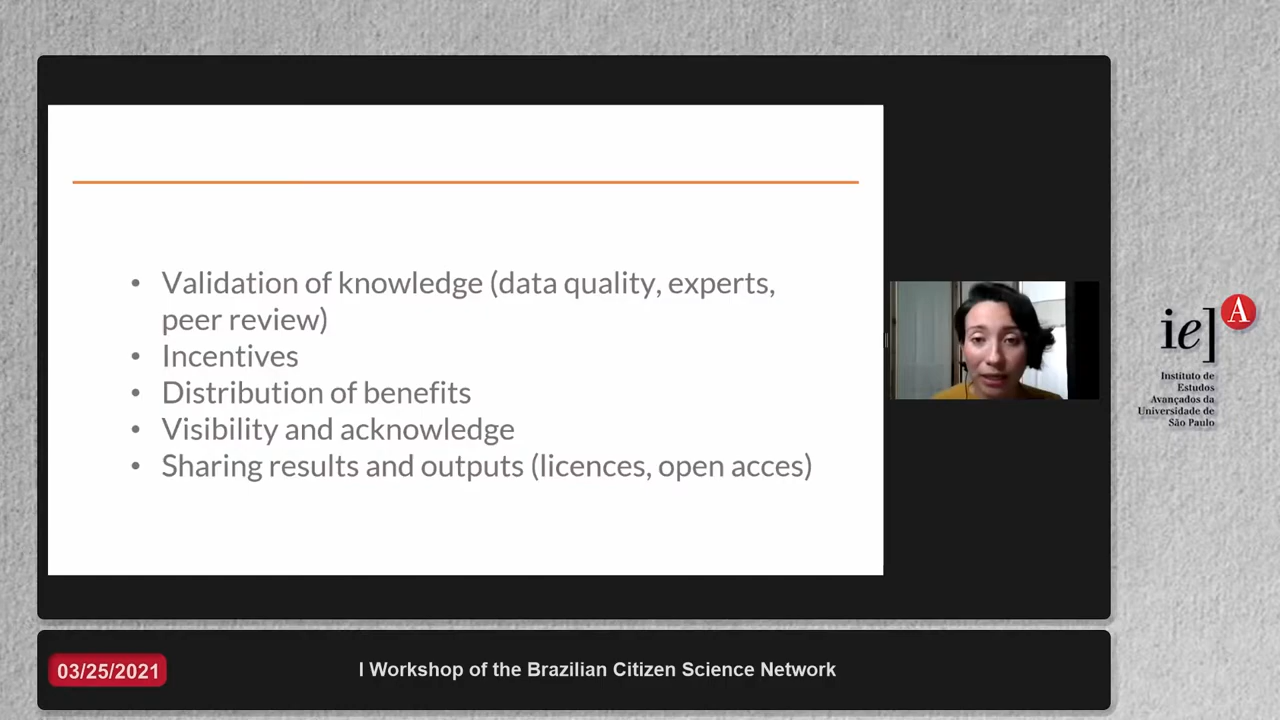 • Validation of knowledge (data quality, experts,
peer review)
• Incentives
• Distribution of benefits
• Visibility and acknowledge
• Sharing results and outputs (licences, open acces)
ie] A
Instituto de
Estudos
Avançados da
Universidade de
São Paulo
03/25/2021
I Workshop of the Brazilian Citizen Science Network